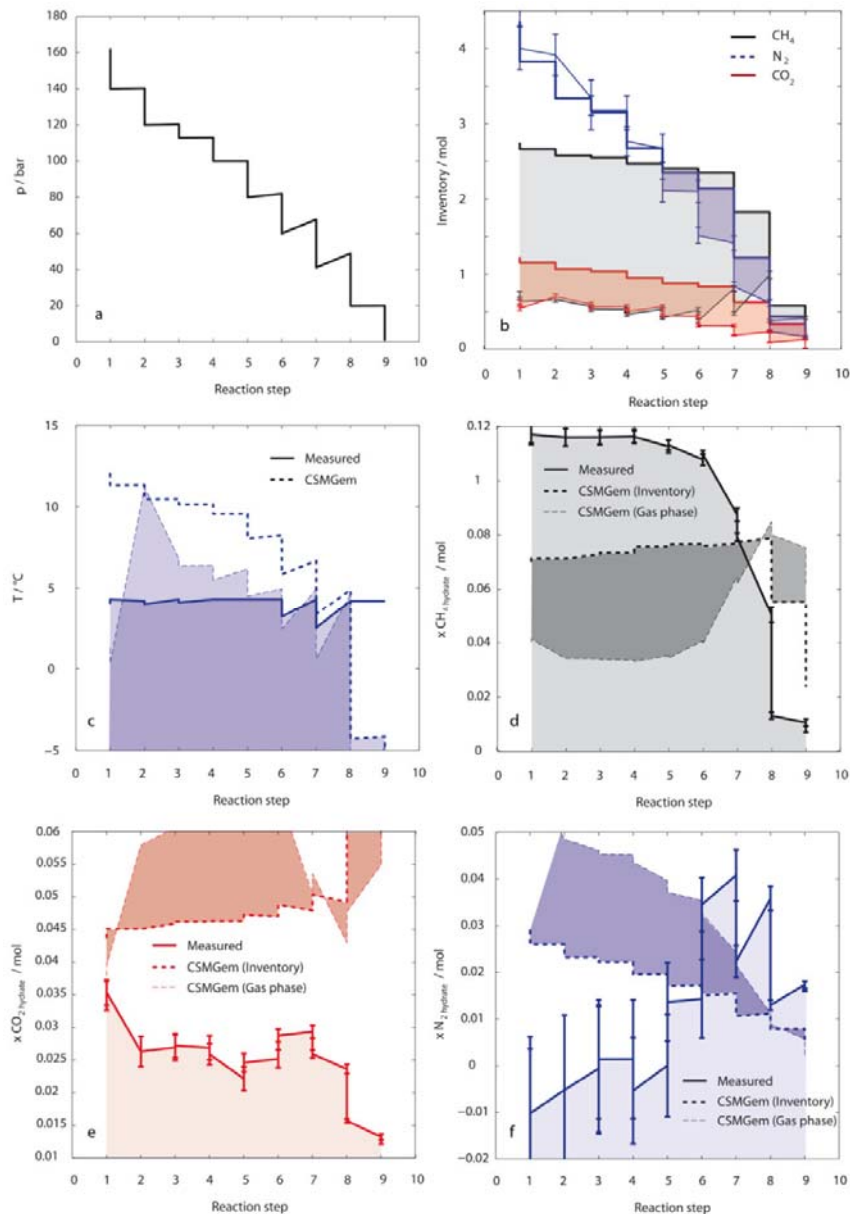 180
160
140
120
100
80
60
40
20
0
p / bar
a
0 1 2 3 4 5 6 7 8 9 10
Reaction step
4
3
2
1
0
Inventory / mol
CH4
N2
CO2
b
0 1 2 3 4 5 6 7 8 9 10
Reaction step
15
10
5
0
−5
T / °C
Measured
CSMGem
c
0 1 2 3 4 5 6 7 8 9 10
Reaction step
0.12
0.1
0.08
0.06
0.04
0.02
0
x CH4 hydrate / mol
Measured
CSMGem (Inventory)
CSMGem (Gas phase)
d
0 1 2 3 4 5 6 7 8 9 10
Reaction step
0.06
0.055
0.05
0.045
0.04
0.035
0.03
0.025
0.02
0.015
0.01
x CO2 hydrate / mol
Measured
CSMGem (Inventory)
CSMGem (Gas phase)
e
0 1 2 3 4 5 6 7 8 9 10
Reaction step
0.05
0.04
0.03
0.02
0.01
0
−0.01
−0.02
x N2 hydrate / mol
Measured
CSMGem (Inventory)
CSMGem (Gas phase)
f
0 1 2 3 4 5 6 7 8 9 10
Reaction step